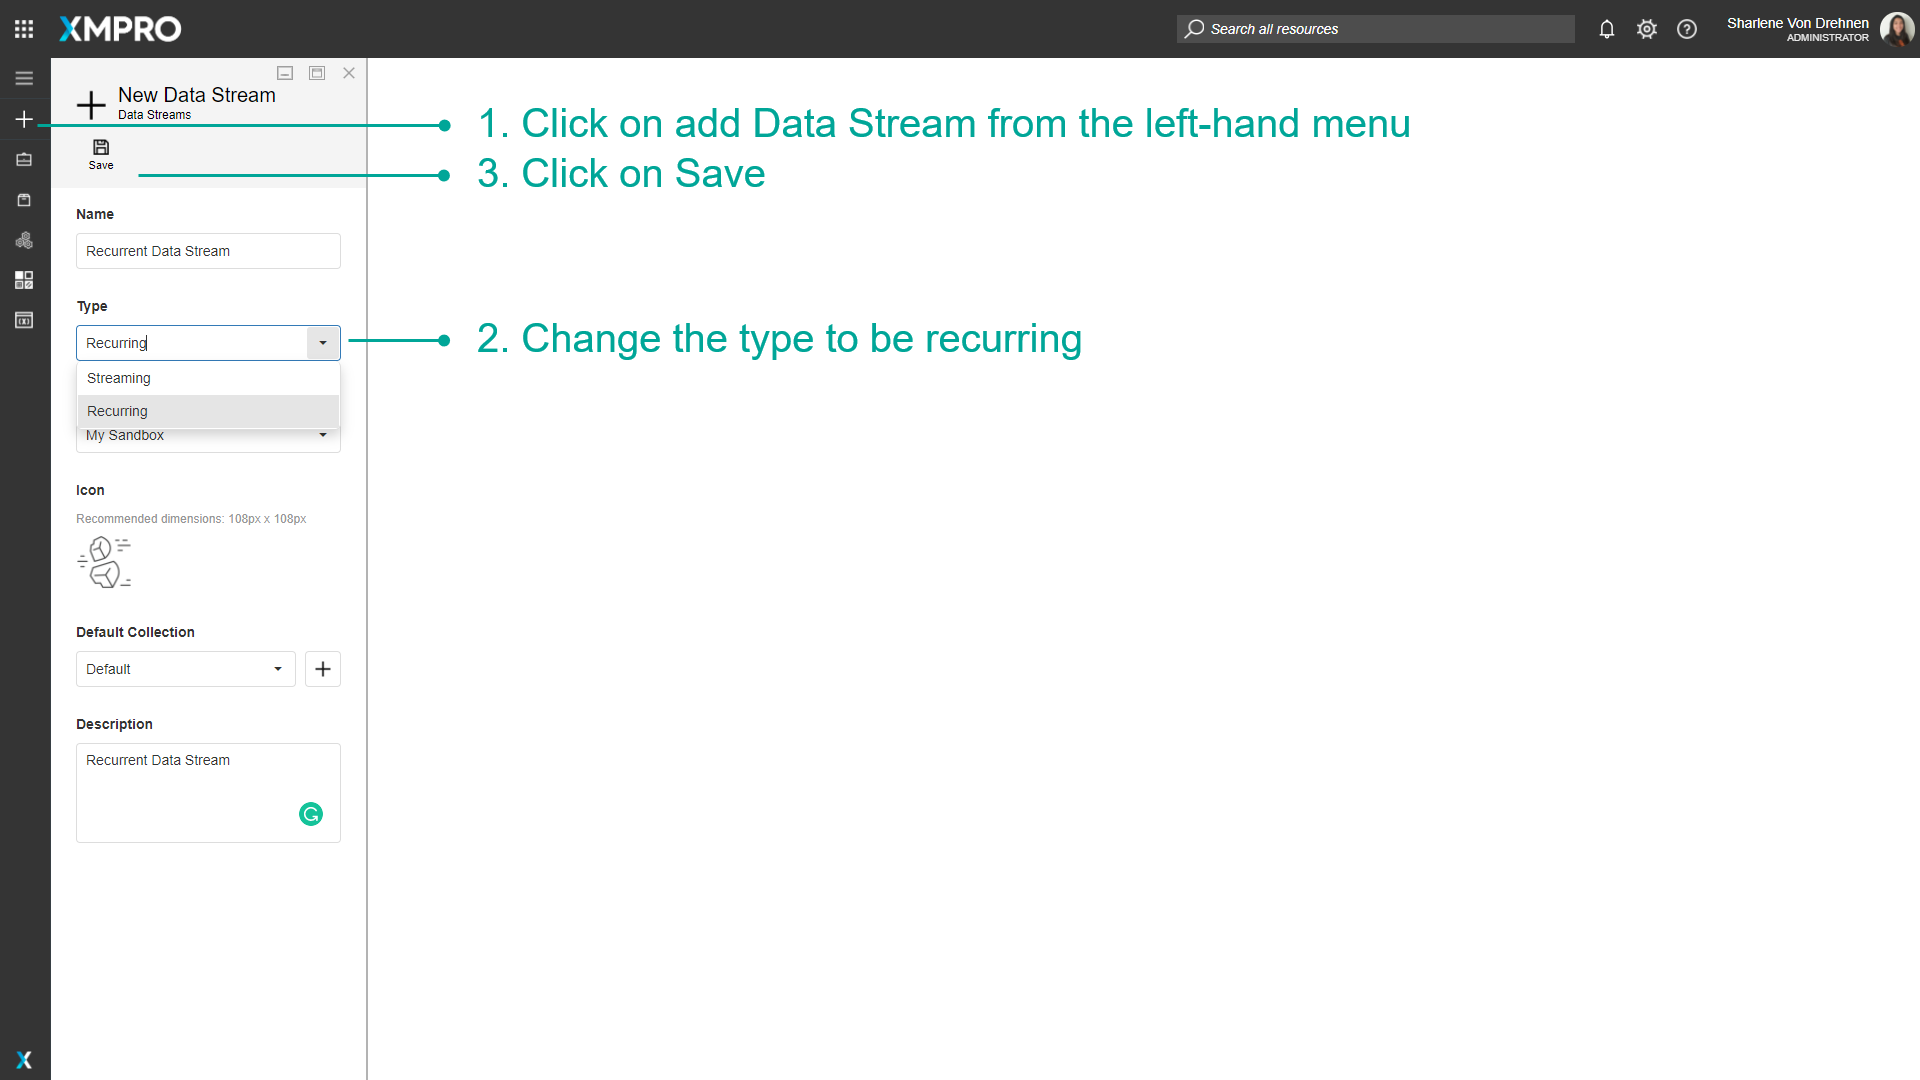 XMPRO
Search all resources
Sharlene Von Drehnen
ADMINISTRATOR
New Data Stream
Data Streams
Save
1. Click on add Data Stream from the left-hand menu
3. Click on Save
Name
Recurrent Data Stream
Type
Recurring
2. Change the type to be recurring
Streaming
Recurring
My Sandbox
Icon
Recommended dimensions: 108px x 108px
Default Collection
Default
Description
Recurrent Data Stream